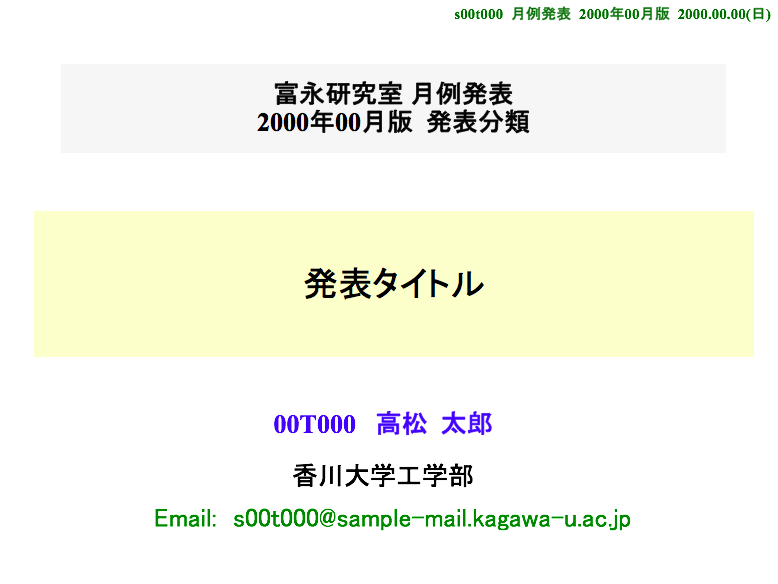 s00t000 月例発表 2000年00月版 2000.00.00(日)
富永研究室 月例発表
2000年00月版 発表分類
発表タイトル
00T000 高松 太郎
香川大学工学部
Email: s00t000@sample-mail.kagawa-u.ac.jp